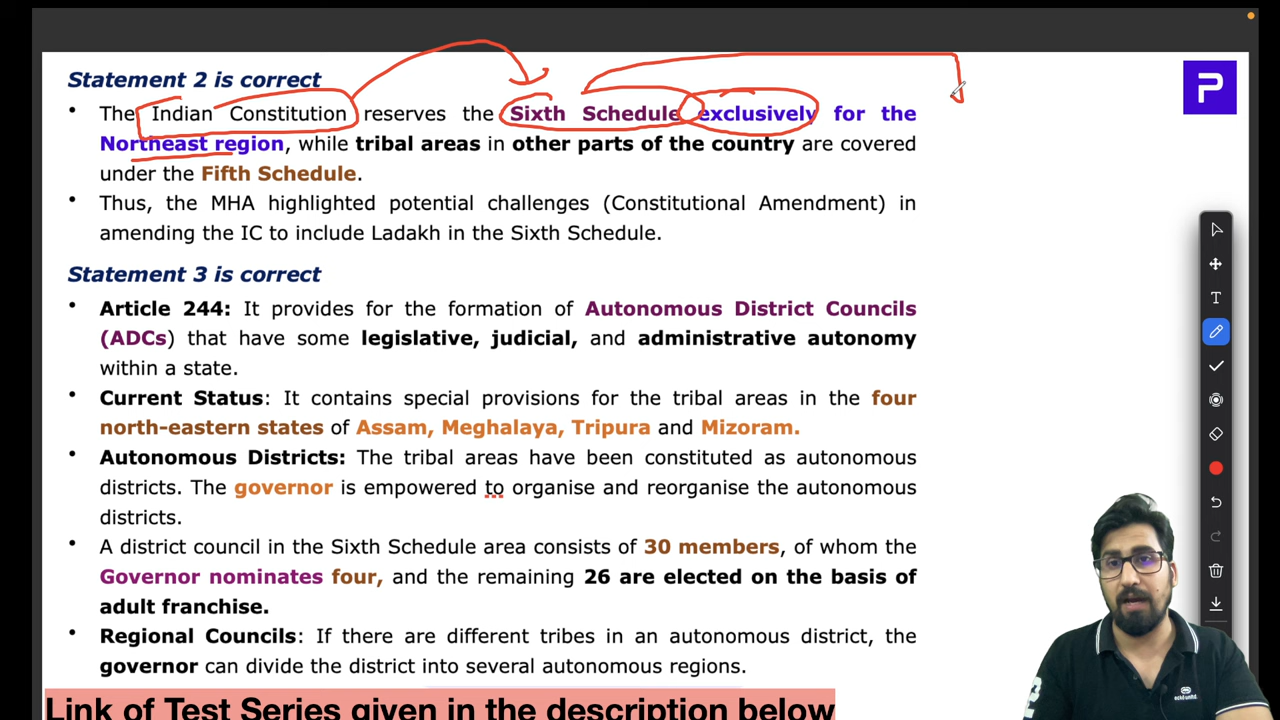 Statement 2 is correct
• The Indian Constitution reserves the Sixth Schedule exclusively for the
Northeast region, while tribal areas in other parts of the country are covered
under the Fifth Schedule.
• Thus, the MHA highlighted potential challenges (Constitutional Amendment) in
amending the IC to include Ladakh in the Sixth Schedule.
Statement 3 is correct
• Article 244: It provides for the formation of Autonomous District Councils
(ADCs) that have some legislative, judicial, and administrative autonomy
within a state.
• Current Status: It contains special provisions for the tribal areas in the four
north-eastern states of Assam, Meghalaya, Tripura and Mizoram.
• Autonomous Districts: The tribal areas have been constituted as autonomous
districts. The governor is empowered to organise and reorganise the autonomous
districts.
• A district council in the Sixth Schedule area consists of 30 members, of whom the
Governor nominates four, and the remaining 26 are elected on the basis of
adult franchise.
• Regional Councils: If there are different tribes in an autonomous district, the
governor can divide the district into several autonomous regions.
Link of Test Series given in the description below
P
T